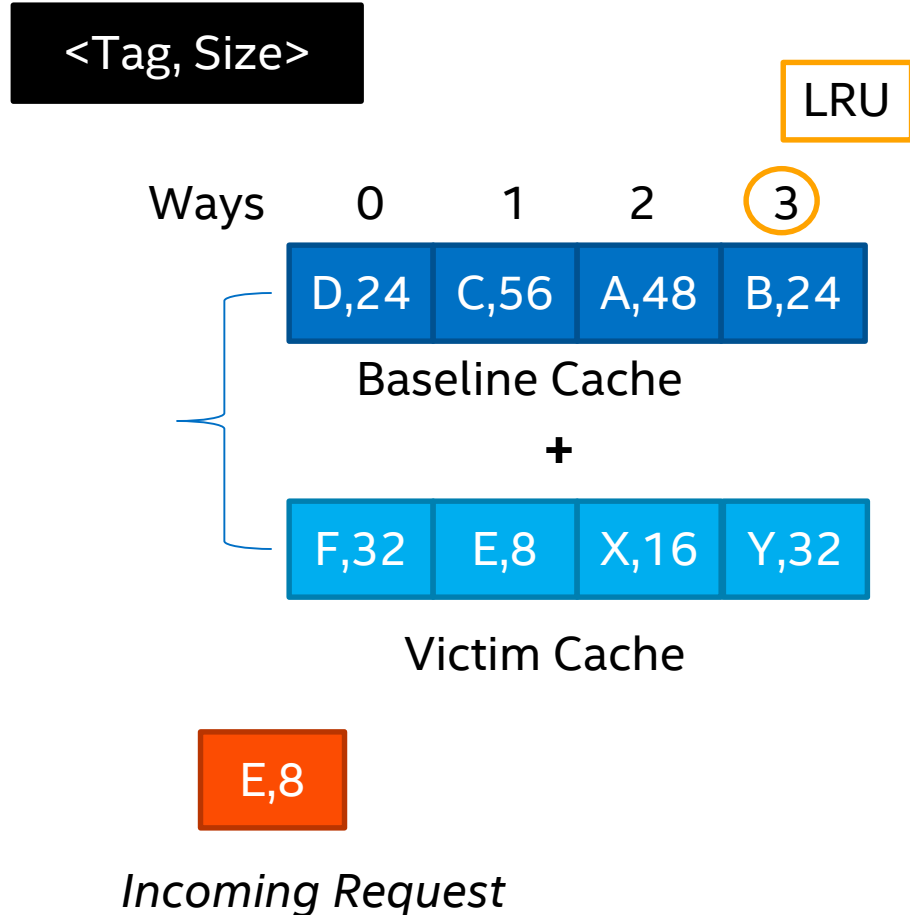 <Tag, Size>
LRU
Ways 0 1 2 3
D,24 C,56 A,48 B,24
Baseline Cache
+
F,32 E,8 X,16 Y,32
Victim Cache
E,8
Incoming Request